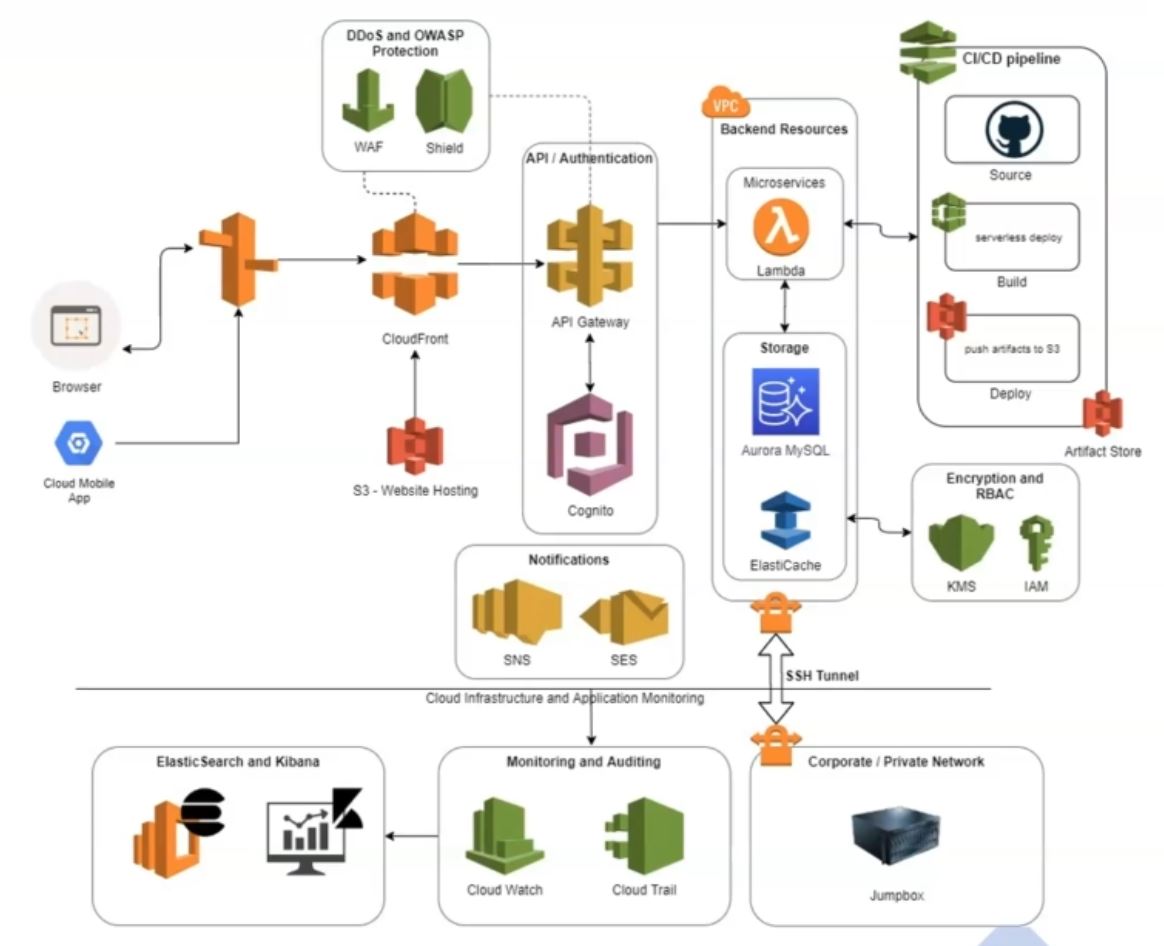 DDoS and OWASP
Protection
WAF
Shield
Browser
Cloud Mobile
App
CloudFront
S3 - Website Hosting
API / Authentication
API Gateway
Cognito
VPC
Backend Resources
Microservices
Lambda
Storage
Aurora MySQL
ElastiCache
CI/CD pipeline
Source
serverless deploy
Build
push artifacts to S3
Deploy
Artifact Store
Encryption and
RBAC
KMS
IAM
Notifications
SNS
SES
SSH Tunnel
Cloud Infrastructure and Application Monitoring
ElasticSearch and Kibana
Monitoring and Auditing
Cloud Watch
Cloud Trail
Corporate / Private Network
Jumpbox